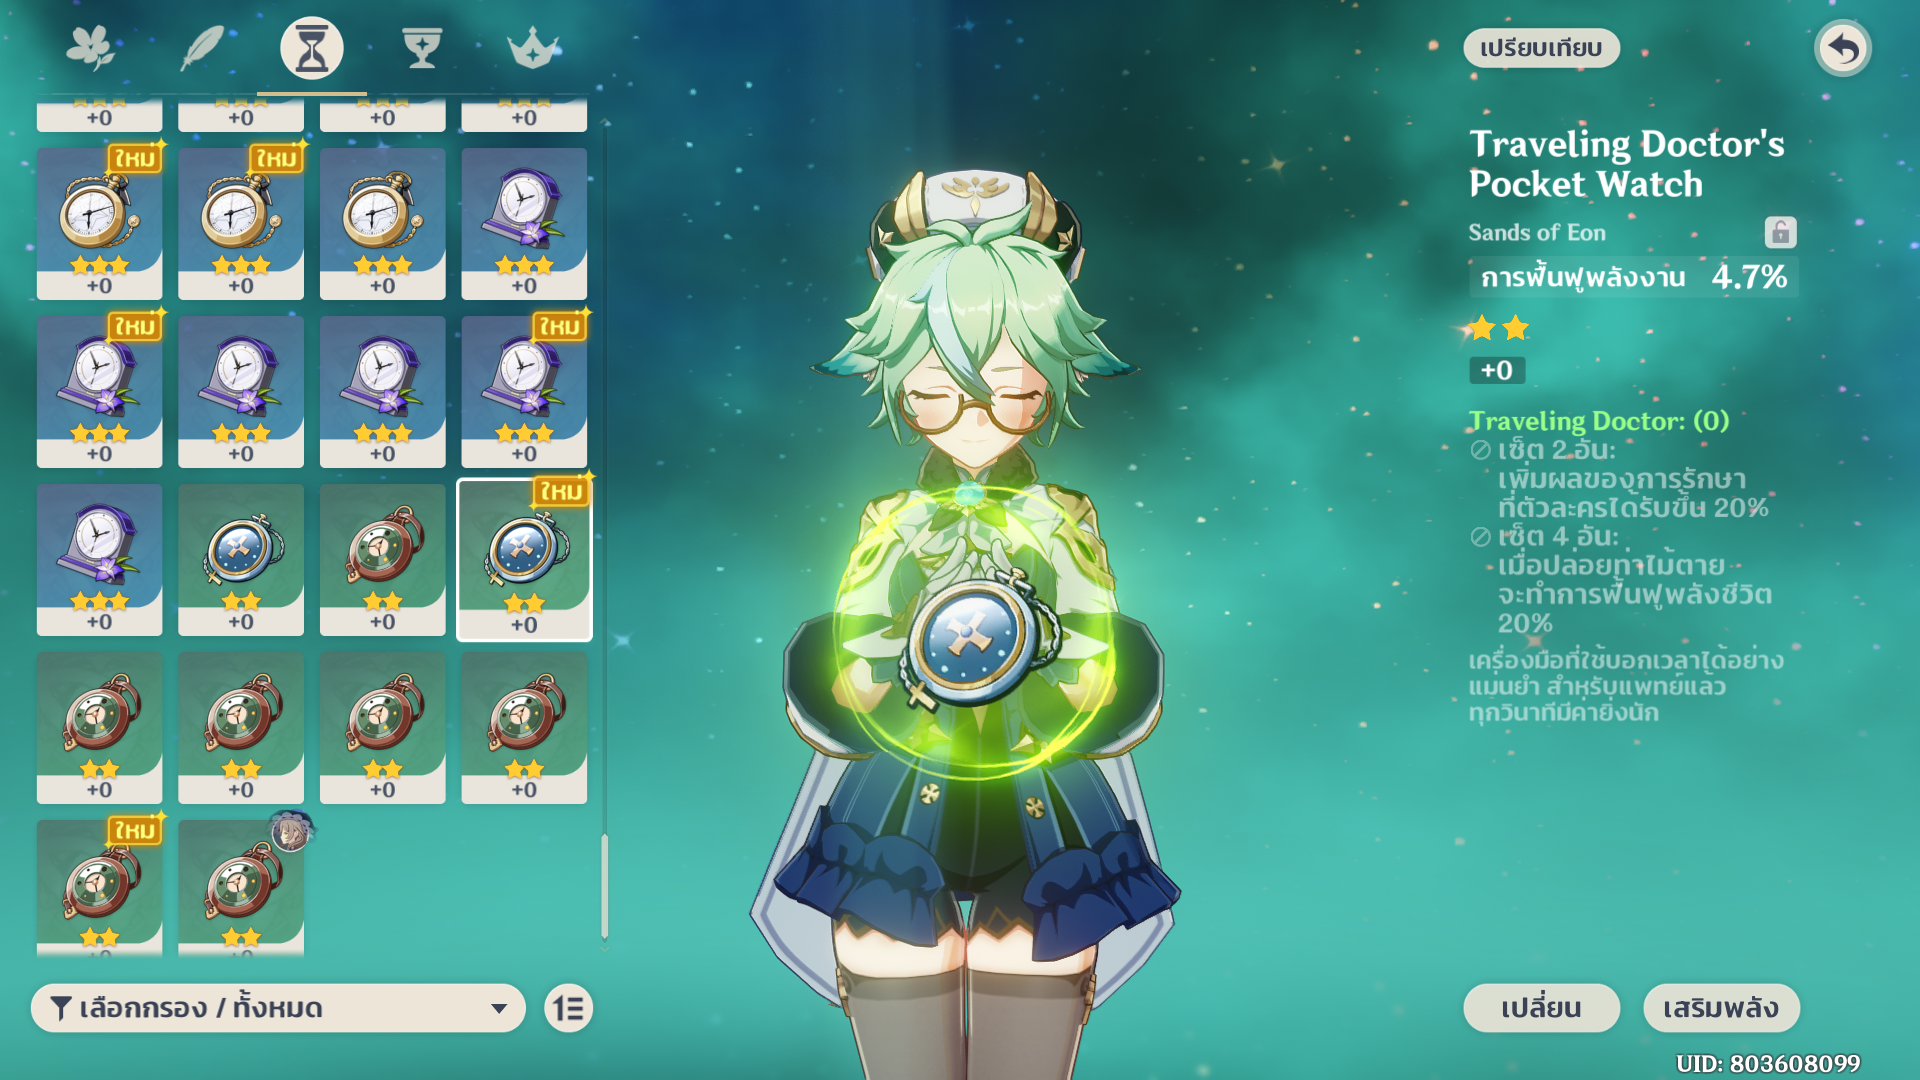 +0 +0 +0 +0
ใหม่ ใหม่
+0 +0 +0 +0
ใหม่ ใหม่
+0 +0 +0 +0
ใหม่
+0 +0 +0 +0
+0 +0 +0 +0
ใหม่
+0 +0
เลือกกรอง / ทั้งหมด
เปรียบเทียบ
Traveling Doctor's
Pocket Watch
Sands of Eon
การฟื้นฟูพลังงาน 4.7%
+0
Traveling Doctor: (0)
เซ็ต 2 อัน:
เพิ่มผลของการรักษา
ที่ตัวละครได้รับขึ้น 20%
เซ็ต 4 อัน:
เมื่อปล่อยท่าไม้ตาย
จะทำการฟื้นฟูพลังชีวิต
20%
เครื่องมือที่ใช้บอกเวลาได้อย่าง
แม่นยำ สำหรับแพทย์แล้ว
ทุกวินาทีมีค่ายิ่งนัก
เปลี่ยน
เสริมพลัง
UID: 803608099